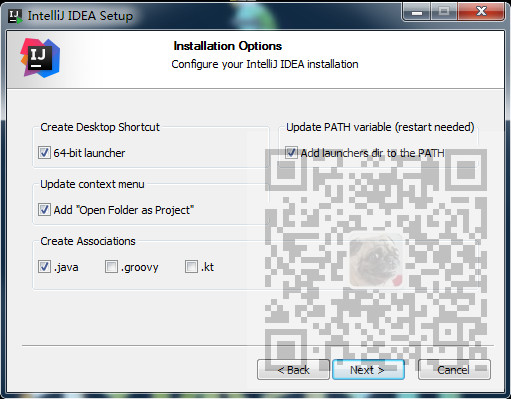 IntelliJ IDEA Setup
IJ
Installation Options
Configure your IntelliJ IDEA installation
Create Desktop Shortcut
Update PATH variable (restart needed)
64-bit launcher
Add launchers dir to the PATH
Update context menu
Add "Open Folder as Project"
Create Associations
.java .groovy .kt
< Back Next > Cancel